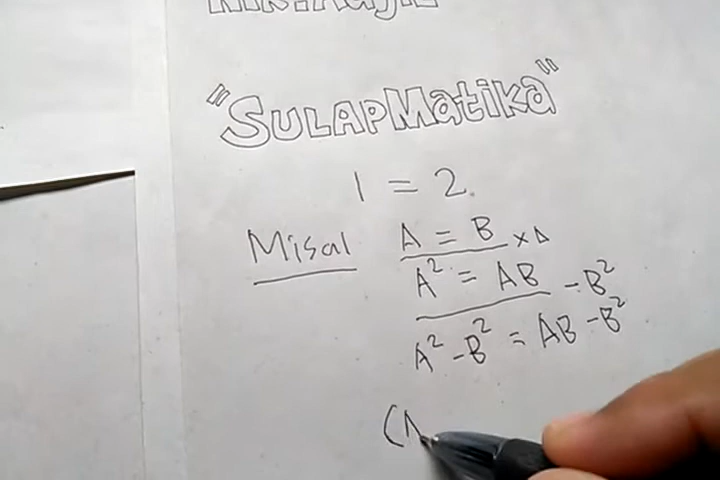 "SULAPMatika"
1 = 2.
Misal A = B × A
A² = AB - B²
A² - B² = AB - B²
(A